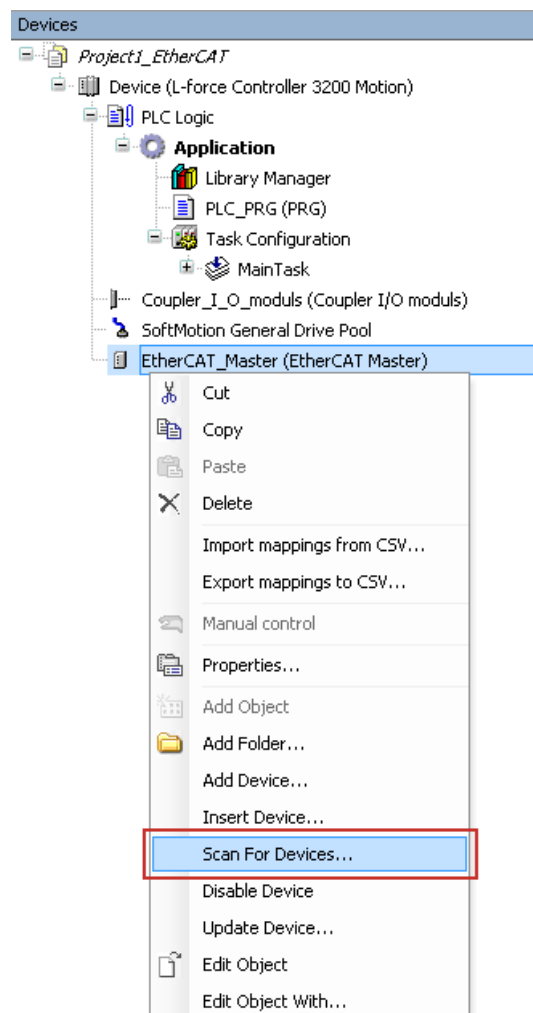 Devices
Project1_EtherCAT
Device (L-force Controller 3200 Motion)
PLC Logic
Application
Library Manager
PLC_PRG (PRG)
Task Configuration
MainTask
Coupler_I_O_moduls (Coupler I/O moduls)
SoftMotion General Drive Pool
EtherCAT_Master (EtherCAT Master)
Cut
Copy
Paste
Delete
Import mappings from CSV...
Export mappings to CSV...
Manual control
Properties...
Add Object
Add Folder...
Add Device...
Insert Device...
Scan For Devices...
Disable Device
Update Device...
Edit Object
Edit Object With...